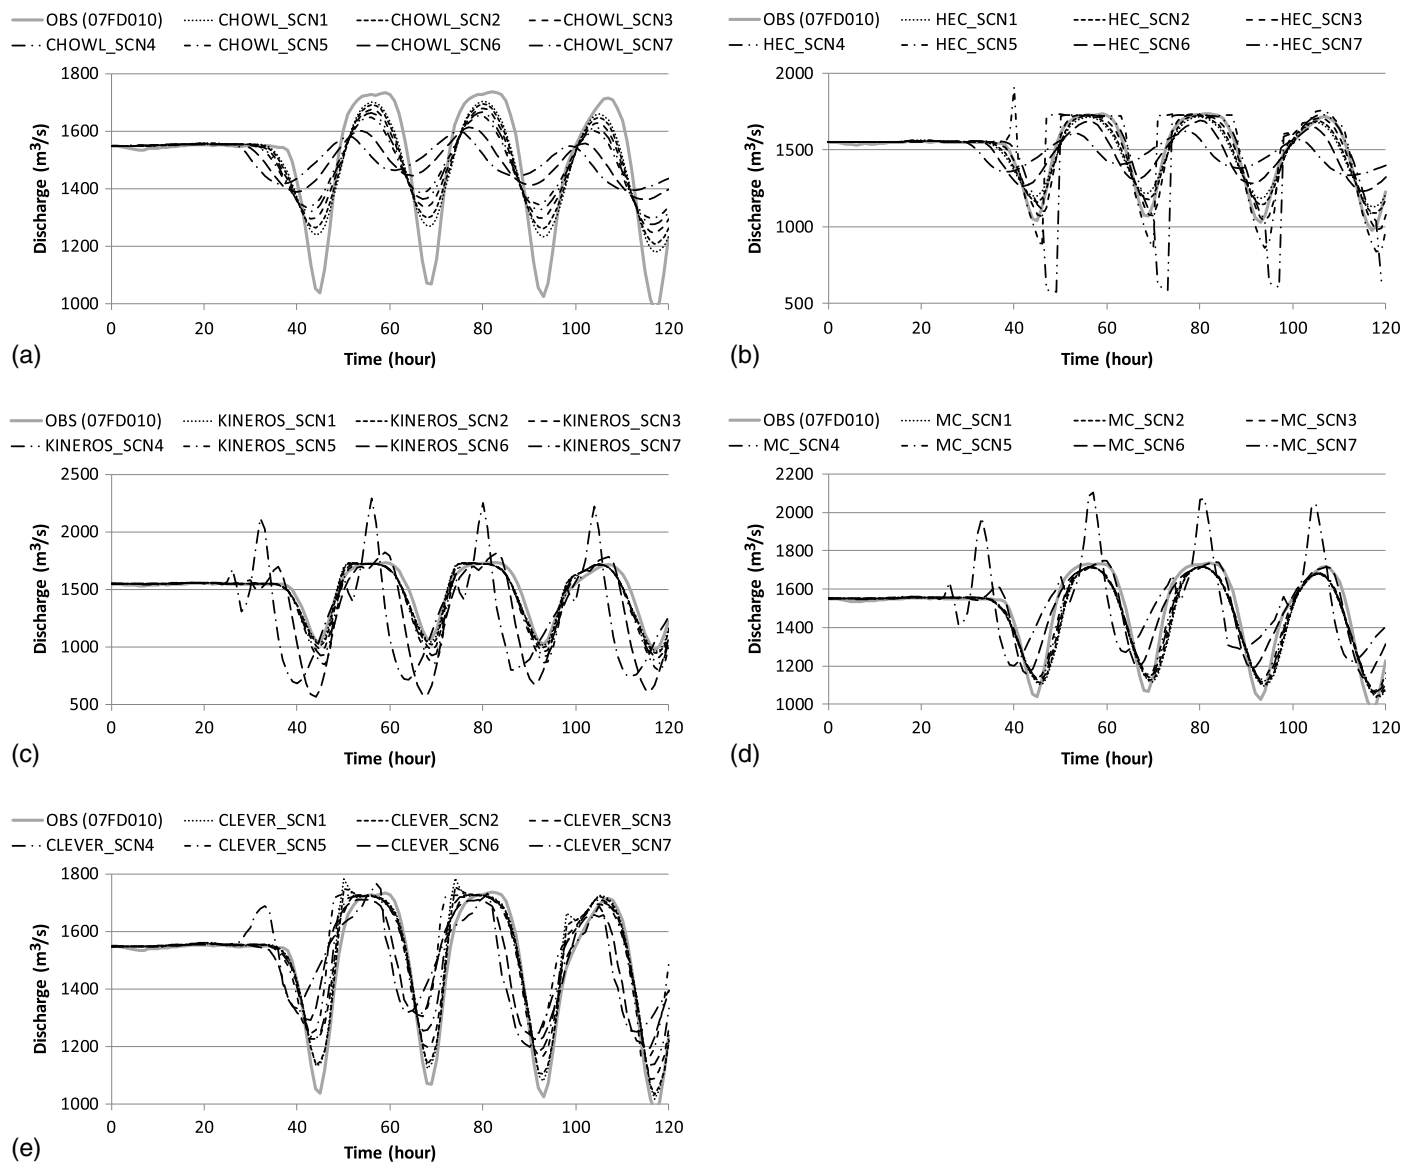 OBS (07FD010) CHOWL_SCN1 CHOWL_SCN2 CHOWL_SCN3
CHOWL_SCN4 CHOWL_SCN5 CHOWL_SCN6 CHOWL_SCN7
1800
1600
1400
1200
1000
Discharge (m³/s)
0 20 40 60 80 100 120
Time (hour)
(a)
OBS (07FD010) HEC_SCN1 HEC_SCN2 HEC_SCN3
HEC_SCN4 HEC_SCN5 HEC_SCN6 HEC_SCN7
2000
1500
1000
500
Discharge (m³/s)
0 20 40 60 80 100 120
Time (hour)
(b)
OBS (07FD010) KINEROS_SCN1 KINEROS_SCN2 KINEROS_SCN3
KINEROS_SCN4 KINEROS_SCN5 KINEROS_SCN6 KINEROS_SCN7
2500
2000
1500
1000
500
Discharge (m³/s)
0 20 40 60 80 100 120
Time (hour)
(c)
OBS (07FD010) MC_SCN1 MC_SCN2 MC_SCN3
MC_SCN4 MC_SCN5 MC_SCN6 MC_SCN7
2200
2000
1800
1600
1400
1200
1000
Discharge (m³/s)
0 20 40 60 80 100 120
Time (hour)
(d)
OBS (07FD010) CLEVER_SCN1 CLEVER_SCN2 CLEVER_SCN3
CLEVER_SCN4 CLEVER_SCN5 CLEVER_SCN6 CLEVER_SCN7
1800
1600
1400
1200
1000
Discharge (m³/s)
0 20 40 60 80 100 120
Time (hour)
(e)